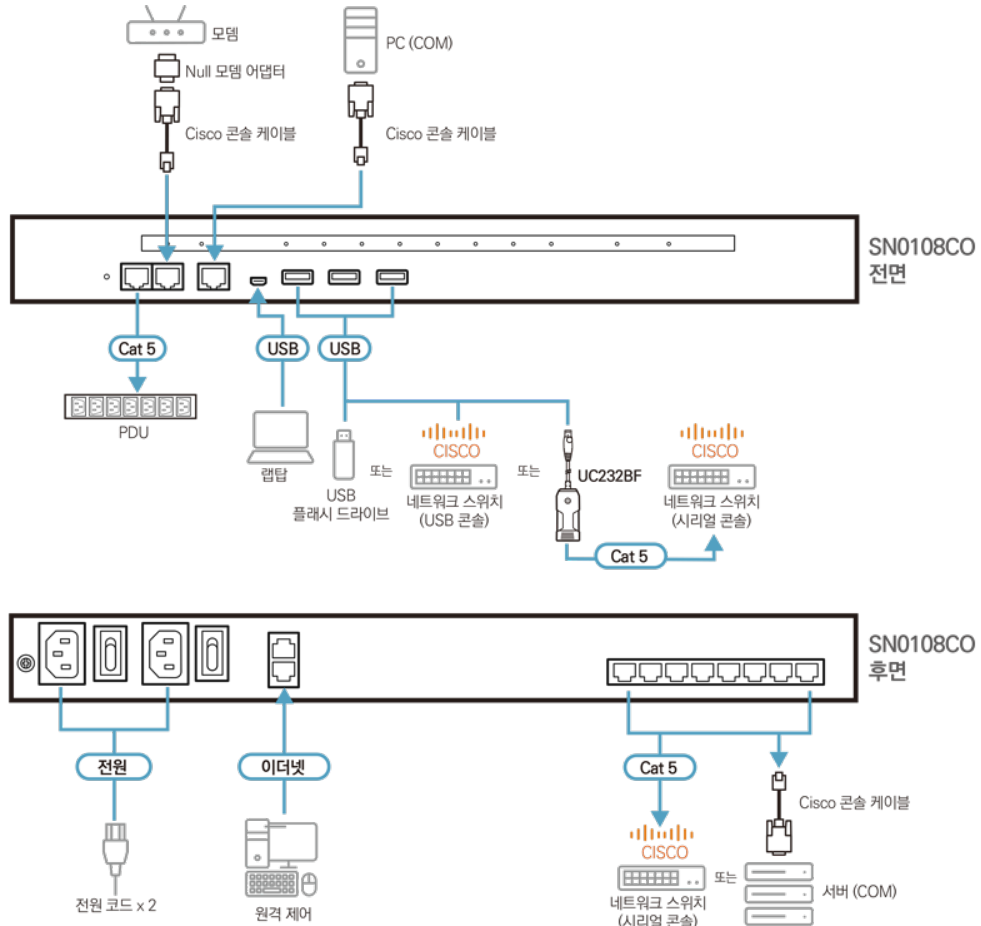 모뎀
PC (COM)
Null 모뎀 어댑터
Cisco 콘솔 케이블
Cisco 콘솔 케이블
SN0108CO
전면
Cat 5
USB
USB
PDU
랩탑
USB
플래시 드라이브
또는
CISCO
네트워크 스위치
(USB 콘솔)
또는
UC232BF
CISCO
네트워크 스위치
(시리얼 콘솔)
Cat 5
SN0108CO
후면
전원
이더넷
Cat 5
Cisco 콘솔 케이블
전원 코드 x 2
원격 제어
CISCO
네트워크 스위치
(시리얼 콘솔)
또는
서버 (COM)